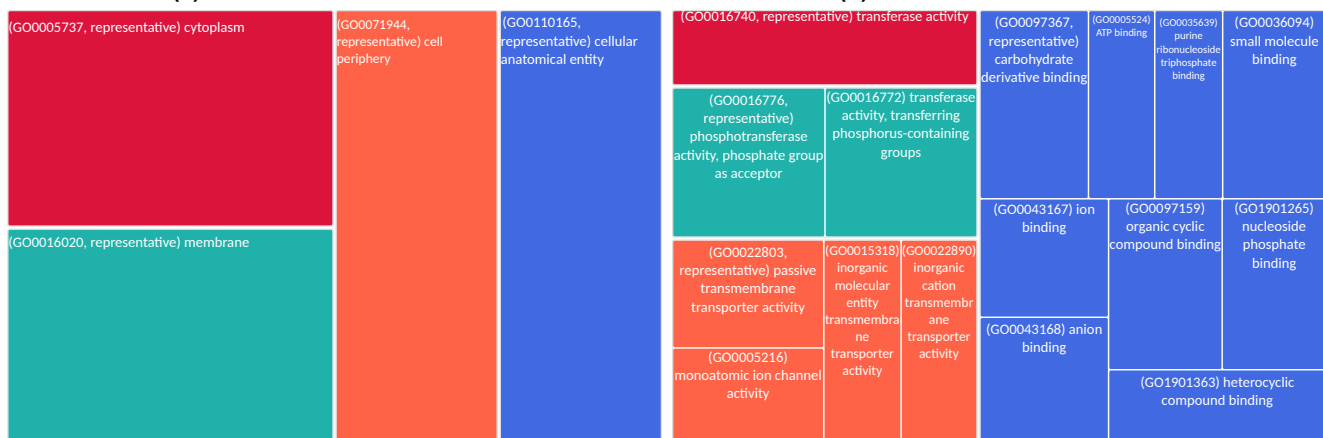 (GO0005737, representative) cytoplasm
(GO0016020, representative) membrane
(GO0071944,
representative) cell
periphery
(GO0110165,
representative) cellular
anatomical entity
(GO0016740, representative) transferase activity
(GO0016776,
representative)
phosphotransferase
activity, phosphate group
as acceptor
(GO0016772) transferase
activity, transferring
phosphorus-containing
groups
(GO0022803,
representative) passive
transmembrane
transporter activity
(GO0005216)
monoatomic ion channel
activity
(GO0015318)
inorganic
molecular
entity
transmembra
ne
transporter
activity
(GO0022890)
inorganic
cation
transmembr
ane
transporter
activity
(GO0097367,
representative)
carbohydrate
derivative binding
(GO0005524)
ATP binding
(GO0035639)
purine
ribonucleoside
triphosphate
binding
(GO0036094)
small molecule
binding
(GO0043167) ion
binding
(GO0043168) anion
binding
(GO0097159)
organic cyclic
compound binding
(GO1901265)
nucleoside
phosphate
binding
(GO1901363) heterocyclic
compound binding